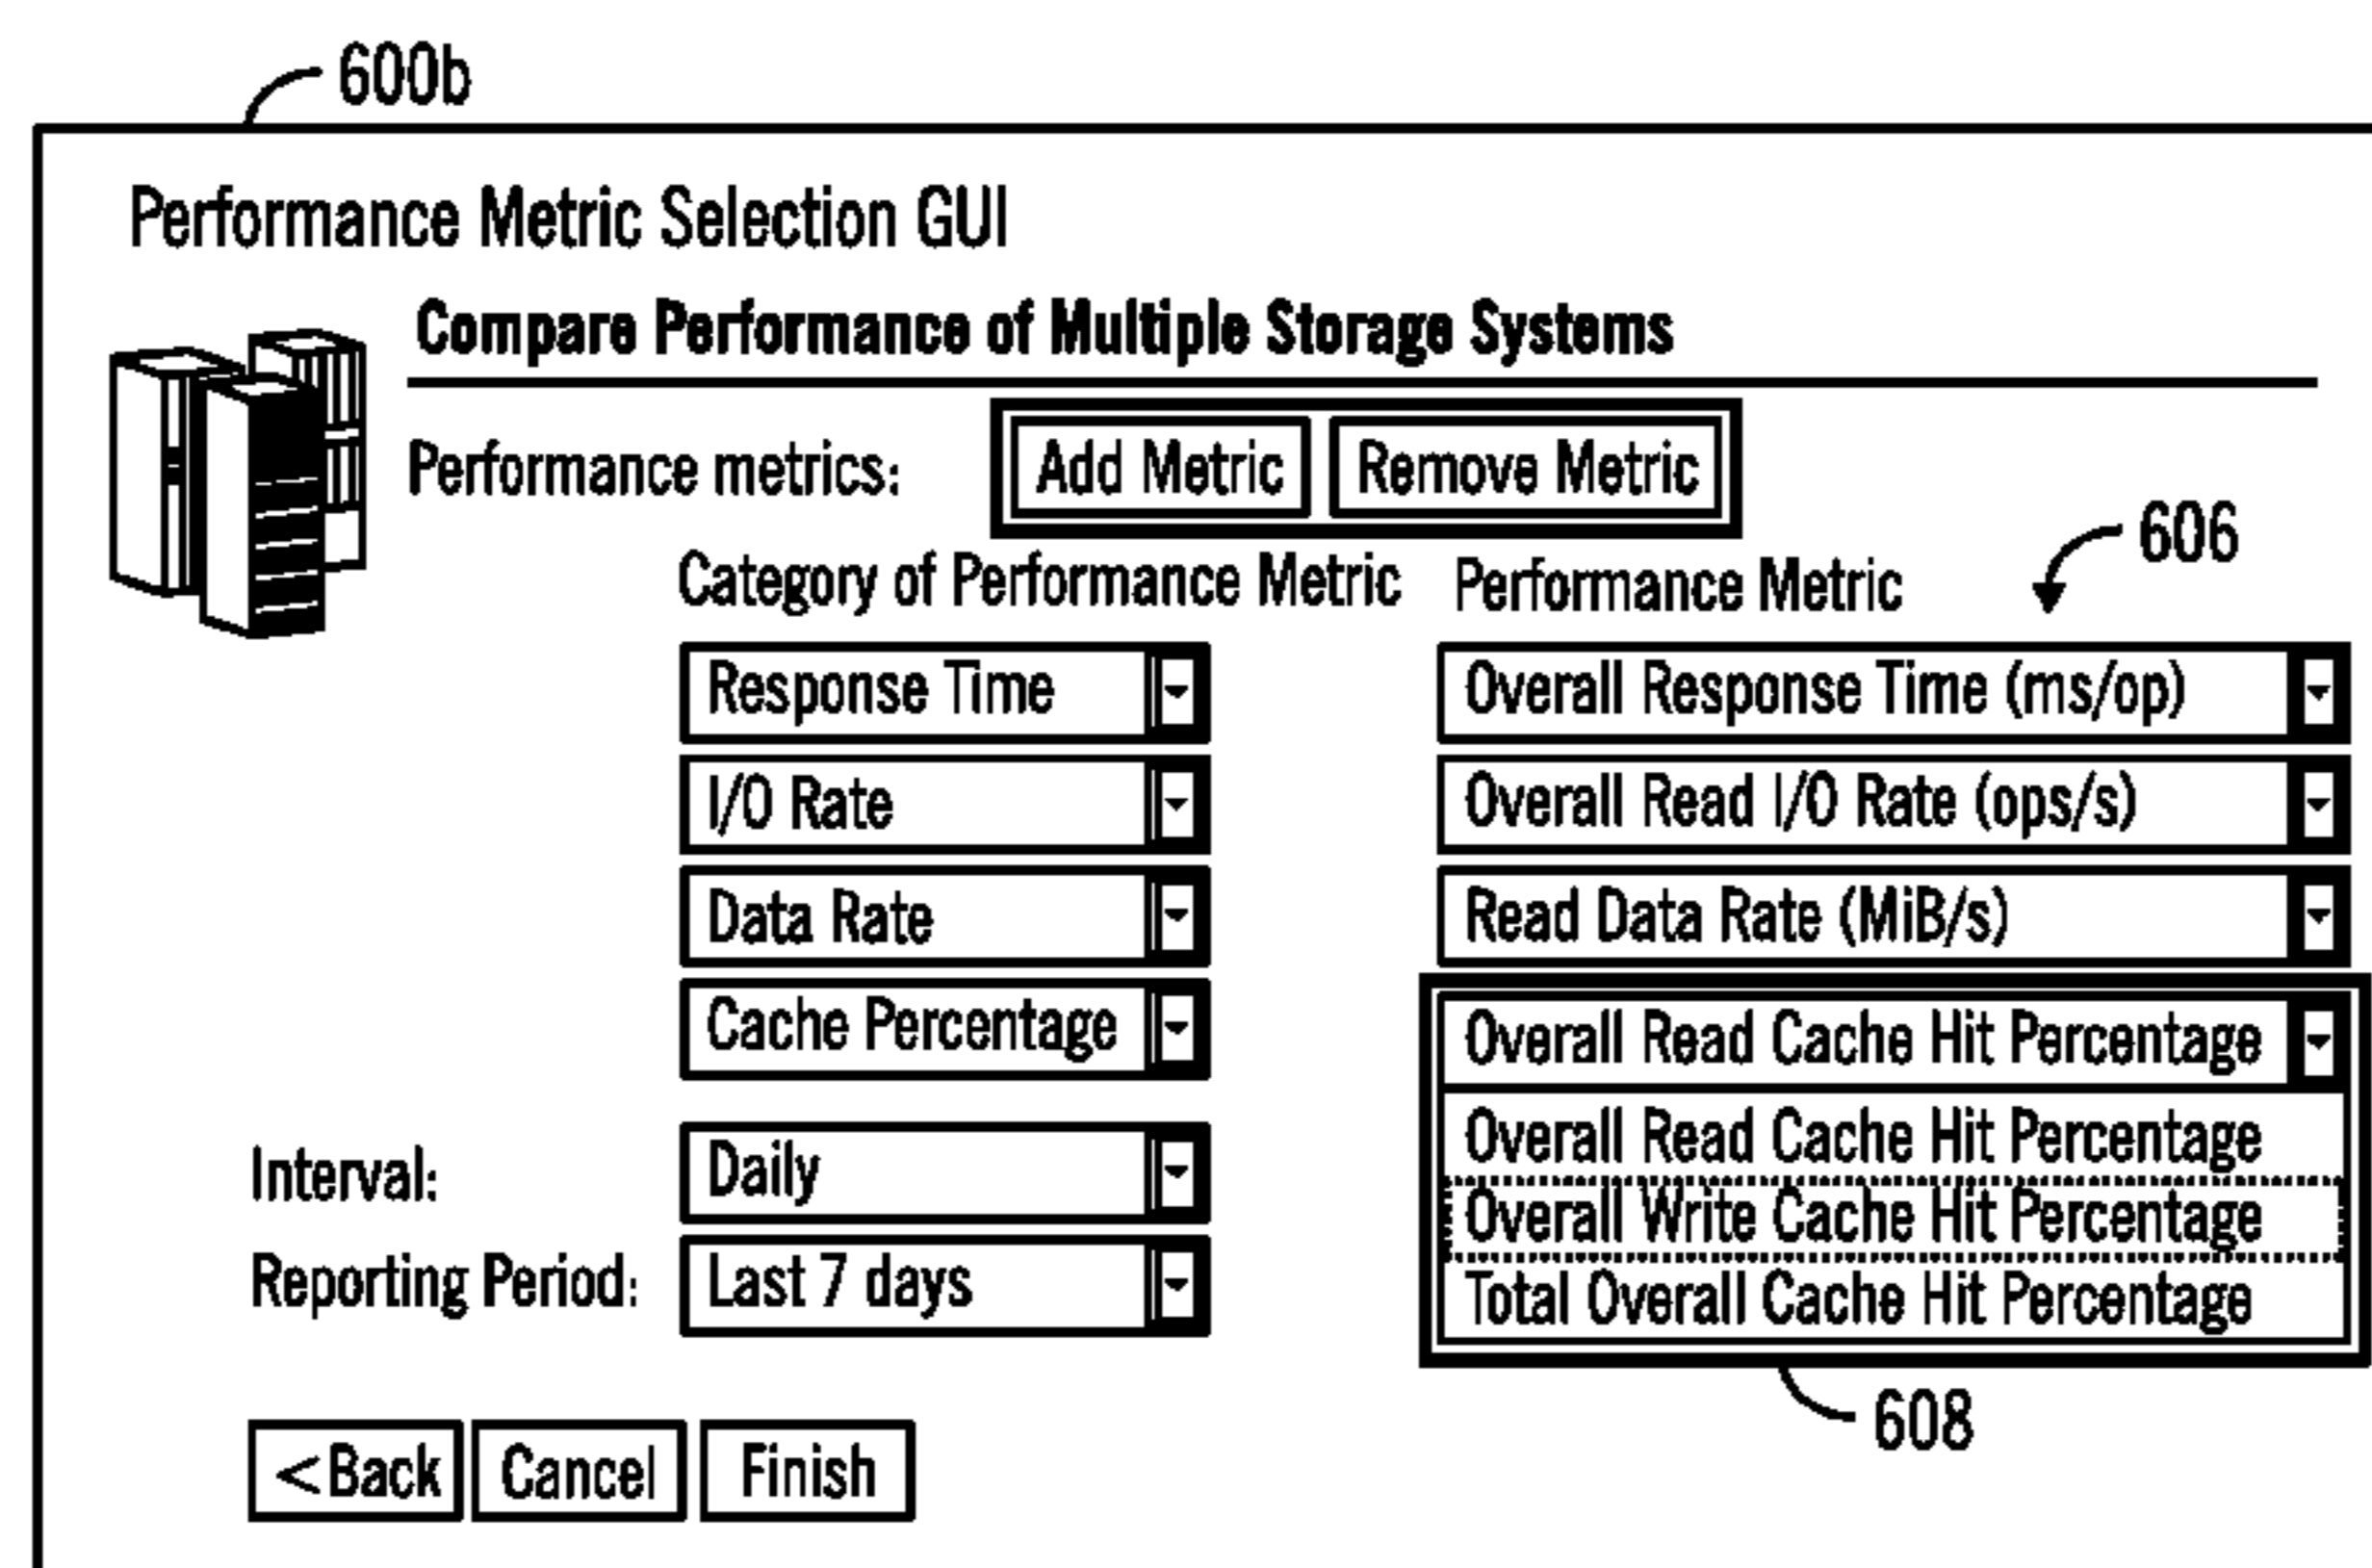 600b
Performance Metric Selection GUI
Compare Performance of Multiple Storage Systems
Performance metrics: Add Metric Remove Metric
606
Category of Performance Metric Performance Metric
Response Time Overall Response Time (ms/op)
I/O Rate Overall Read I/O Rate (ops/s)
Data Rate Read Data Rate (MiB/s)
Cache Percentage Overall Read Cache Hit Percentage
Overall Read Cache Hit Percentage
Interval: Daily Overall Write Cache Hit Percentage
Reporting Period: Last 7 days Total Overall Cache Hit Percentage
608
<Back Cancel Finish